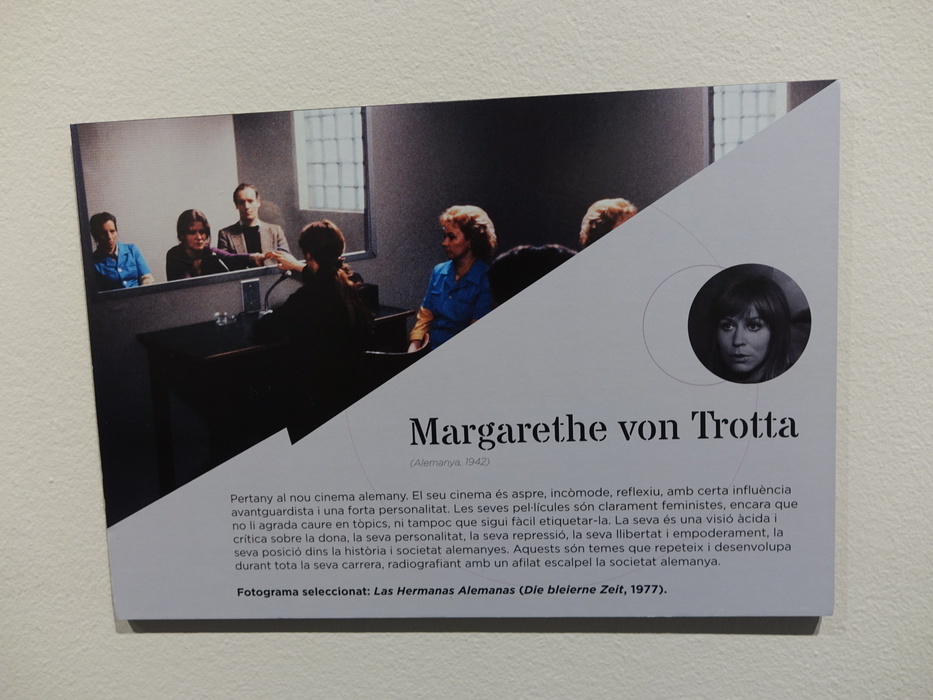 Margarethe von Trotta
(Alemanya, 1942)
Pertany al nou cinema alemany. El seu cinema és aspre, incòmode, reflexiu, amb certa influència
avantguardista i una forta personalitat. Les seves pel·lícules són clarament feministes, encara que
no li agrada caure en tòpics, ni tampoc que sigui fàcil etiquetar-la. La seva és una visió àcida i
crítica sobre la dona, la seva personalitat, la seva repressió, la seva llibertat i empoderament, la
seva posició dins la història i societat alemanyes. Aquests són temes que repeteix i desenvolupa
durant tota la seva carrera, radiografiant amb un afilat escalpel la societat alemanya.
Fotograma seleccionat: Las Hermanas Alemanas (Die bleierne Zeit, 1977).